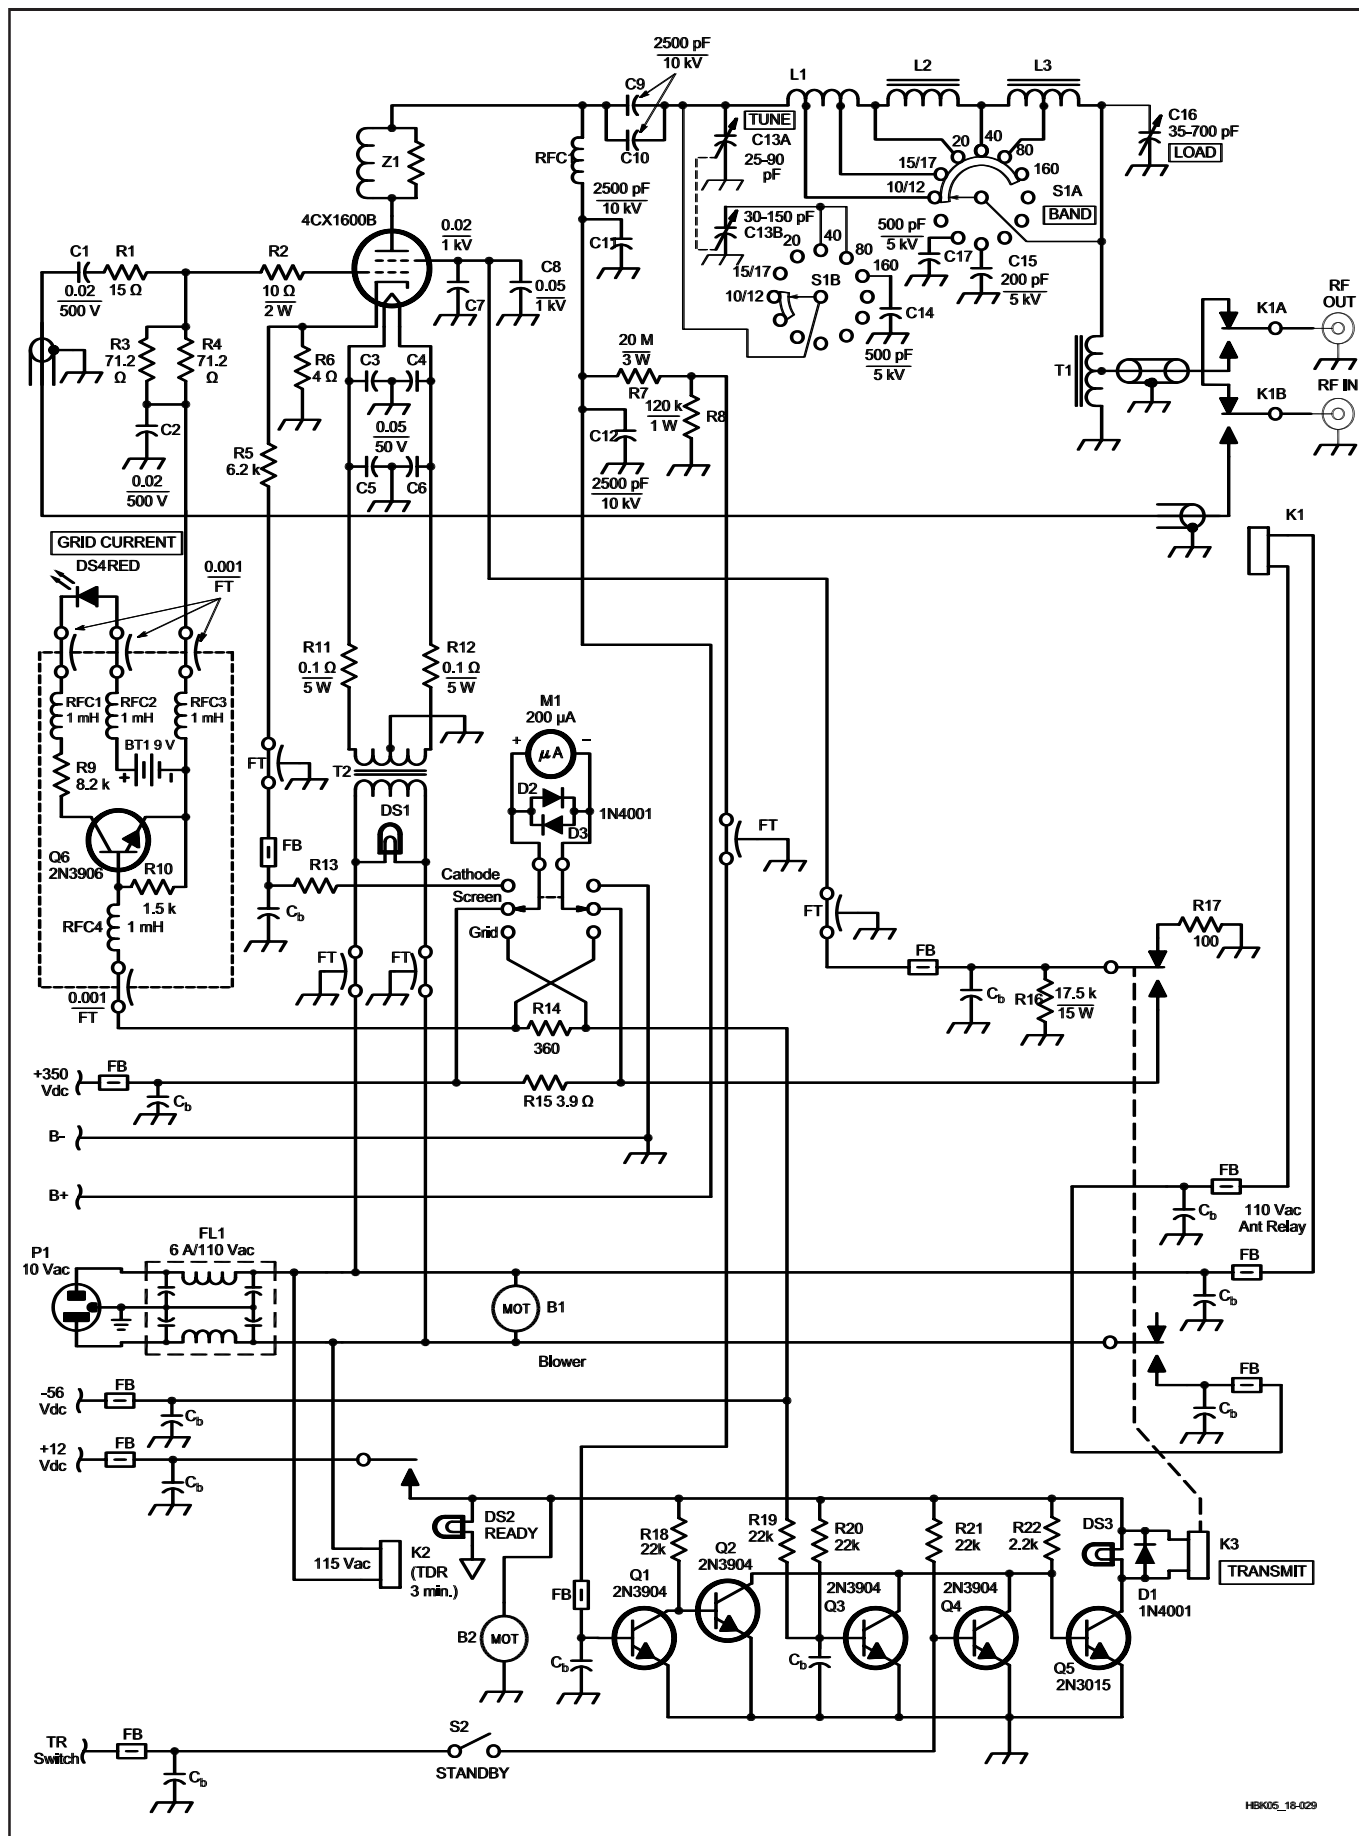 2500 pF
10 kV
C9
C10
L1
L2
L3
TUNE
C13A
25-90
pF
C16
35-700 pF
LOAD
Z1
RFC1
20
40
80
160
15/17
10/12
S1A
BAND
4CX1600B
2500 pF
10 kV
C11
30-150 pF
C13B
20
40
80
160
15/17
10/12
S1B
500 pF
5 kV
C17
C15
200 pF
5 kV
C14
500 pF
5 kV
C1
0.02
500 V
R1
15 Ω
R2
10 Ω
2 W
0.02
1 kV
C7
C8
0.05
1 kV
R3
71.2
Ω
R4
71.2
Ω
C2
0.02
500 V
R6
4 Ω
C3
C4
0.05
50 V
C5
C6
R5
6.2 k
20 M
3 W
R7
120 k
1 W
R8
C12
2500 pF
10 kV
T1
K1A
RF
OUT
K1B
RF IN
K1
GRID CURRENT
DS4RED
0.001
FT
RFC1
1 mH
RFC2
1 mH
RFC3
1 mH
BT1 9 V
+
R9
8.2 k
Q6
2N3906
R10
1.5 k
RFC4
1 mH
0.001
FT
R11
0.1 Ω
5 W
R12
0.1 Ω
5 W
FT
T2
DS1
FB
R13
Cb
FT
FT
M1
200 µA
+
–
µA
D2
D3
1N4001
Cathode
Screen
Grid
R14
360
FT
FT
FB
Cb
R16
17.5 k
15 W
R17
100
+350
Vdc
FB
Cb
R15 3.9 Ω
B–
B+
FB
Cb
110 Vac
Ant Relay
FB
Cb
P1
10 Vac
FL1
6 A/110 Vac
MOT
B1
Blower
FB
Cb
-56
Vdc
FB
Cb
+12
Vdc
FB
Cb
115 Vac
K2
(TDR
3 min.)
DS2
READY
B2
MOT
FB
Cb
R18
22k
Q1
2N3904
Q2
2N3904
R19
22k
R20
22k
Cb
2N3904
Q3
R21
22k
2N3904
Q4
R22
2.2k
DS3
Q5
2N3015
D1
1N4001
K3
TRANSMIT
TR
Switch
FB
Cb
S2
STANDBY
HBK05_18-029